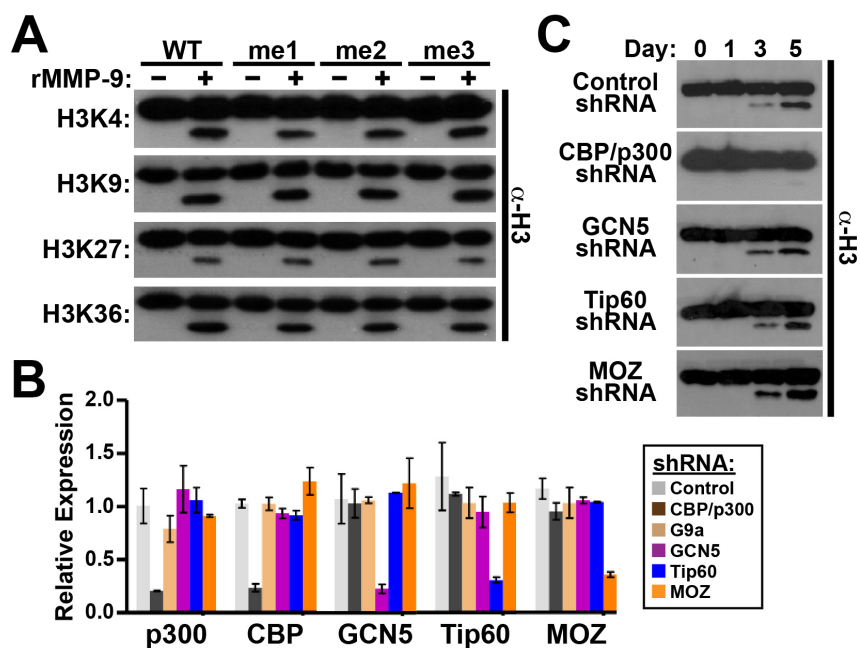 A
WT me1 me2 me3
rMMP-9: – + – + – + – +
H3K4:
H3K9:
H3K27:
H3K36:
α-H3
B
Relative Expression
2.0
1.5
1.0
0.5
0.0
p300 CBP GCN5 Tip60 MOZ
shRNA:
Control
CBP/p300
G9a
GCN5
Tip60
MOZ
C
Day: 0 1 3 5
Control
shRNA
CBP/p300
shRNA
GCN5
shRNA
Tip60
shRNA
MOZ
shRNA
α-H3